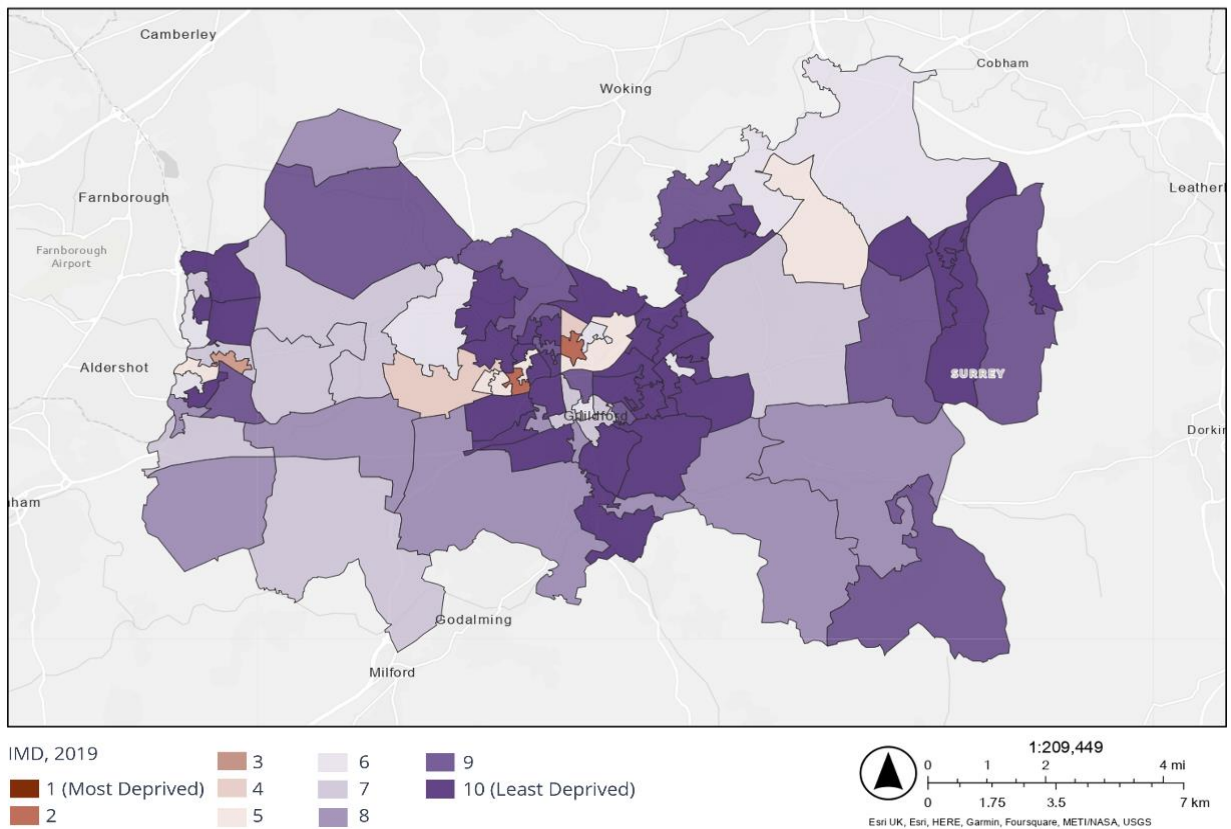 Camberley
Cobham
Woking
Farnborough
Leatherl
Farnborough
Airport
Aldershot
SURREY
Guildford
Dorkin
ham
Godalming
Milford
IMD, 2019
1 (Most Deprived)
2
3
4
5
6
7
8
9
10 (Least Deprived)
1:209,449
0 1 2 4 mi
0 1.75 3.5 7 km
Esri UK, Esri, HERE, Garmin, Foursquare, METI/NASA, USGS